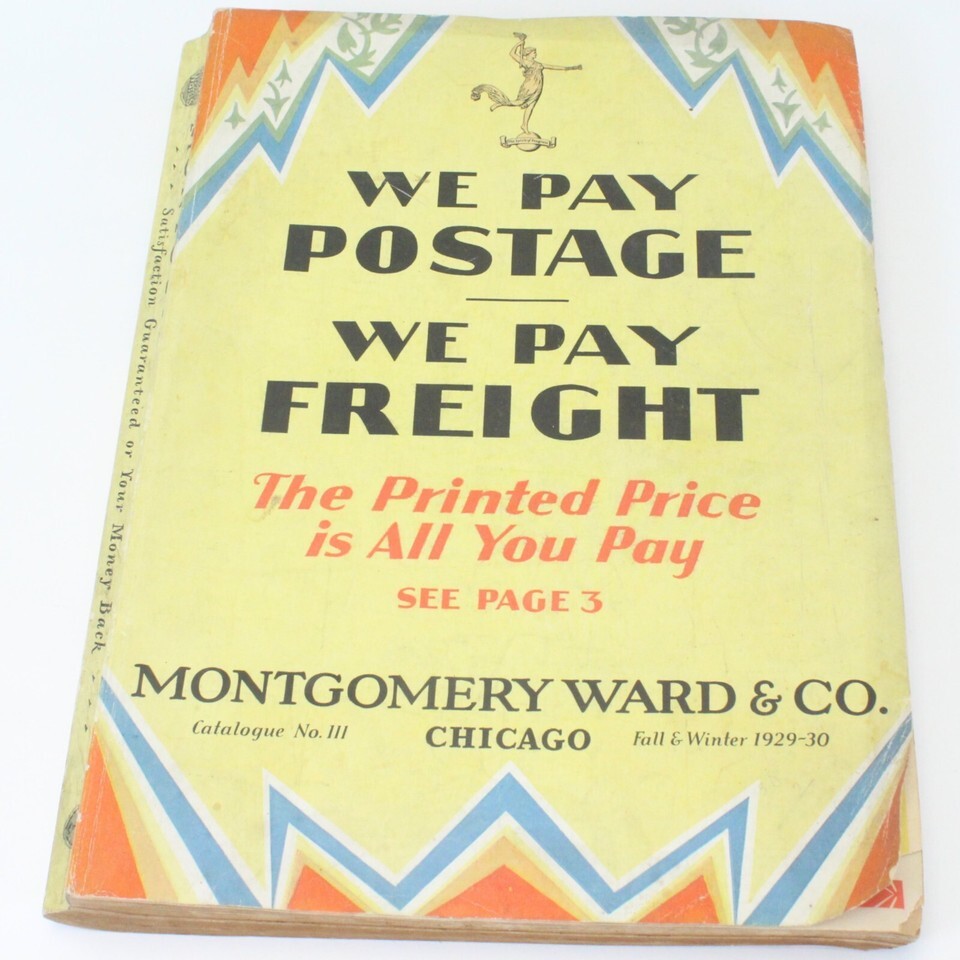 WE PAY
POSTAGE
WE PAY
FREIGHT
The Printed Price
is All You Pay
SEE PAGE 3
MONTGOMERY WARD & CO.
Catalogue No. 111
CHICAGO
Fall & Winter 1929-30
Satisfaction Guaranteed or Your Money Back